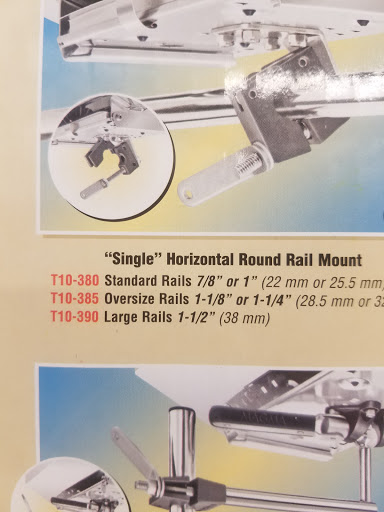 “Single” Horizontal Round Rail Mount
T10-380 Standard Rails 7/8” or 1” (22 mm or 25.5 mm)
T10-385 Oversize Rails 1-1/8” or 1-1/4” (28.5 mm or
T10-390 Large Rails 1-1/2” (38 mm)